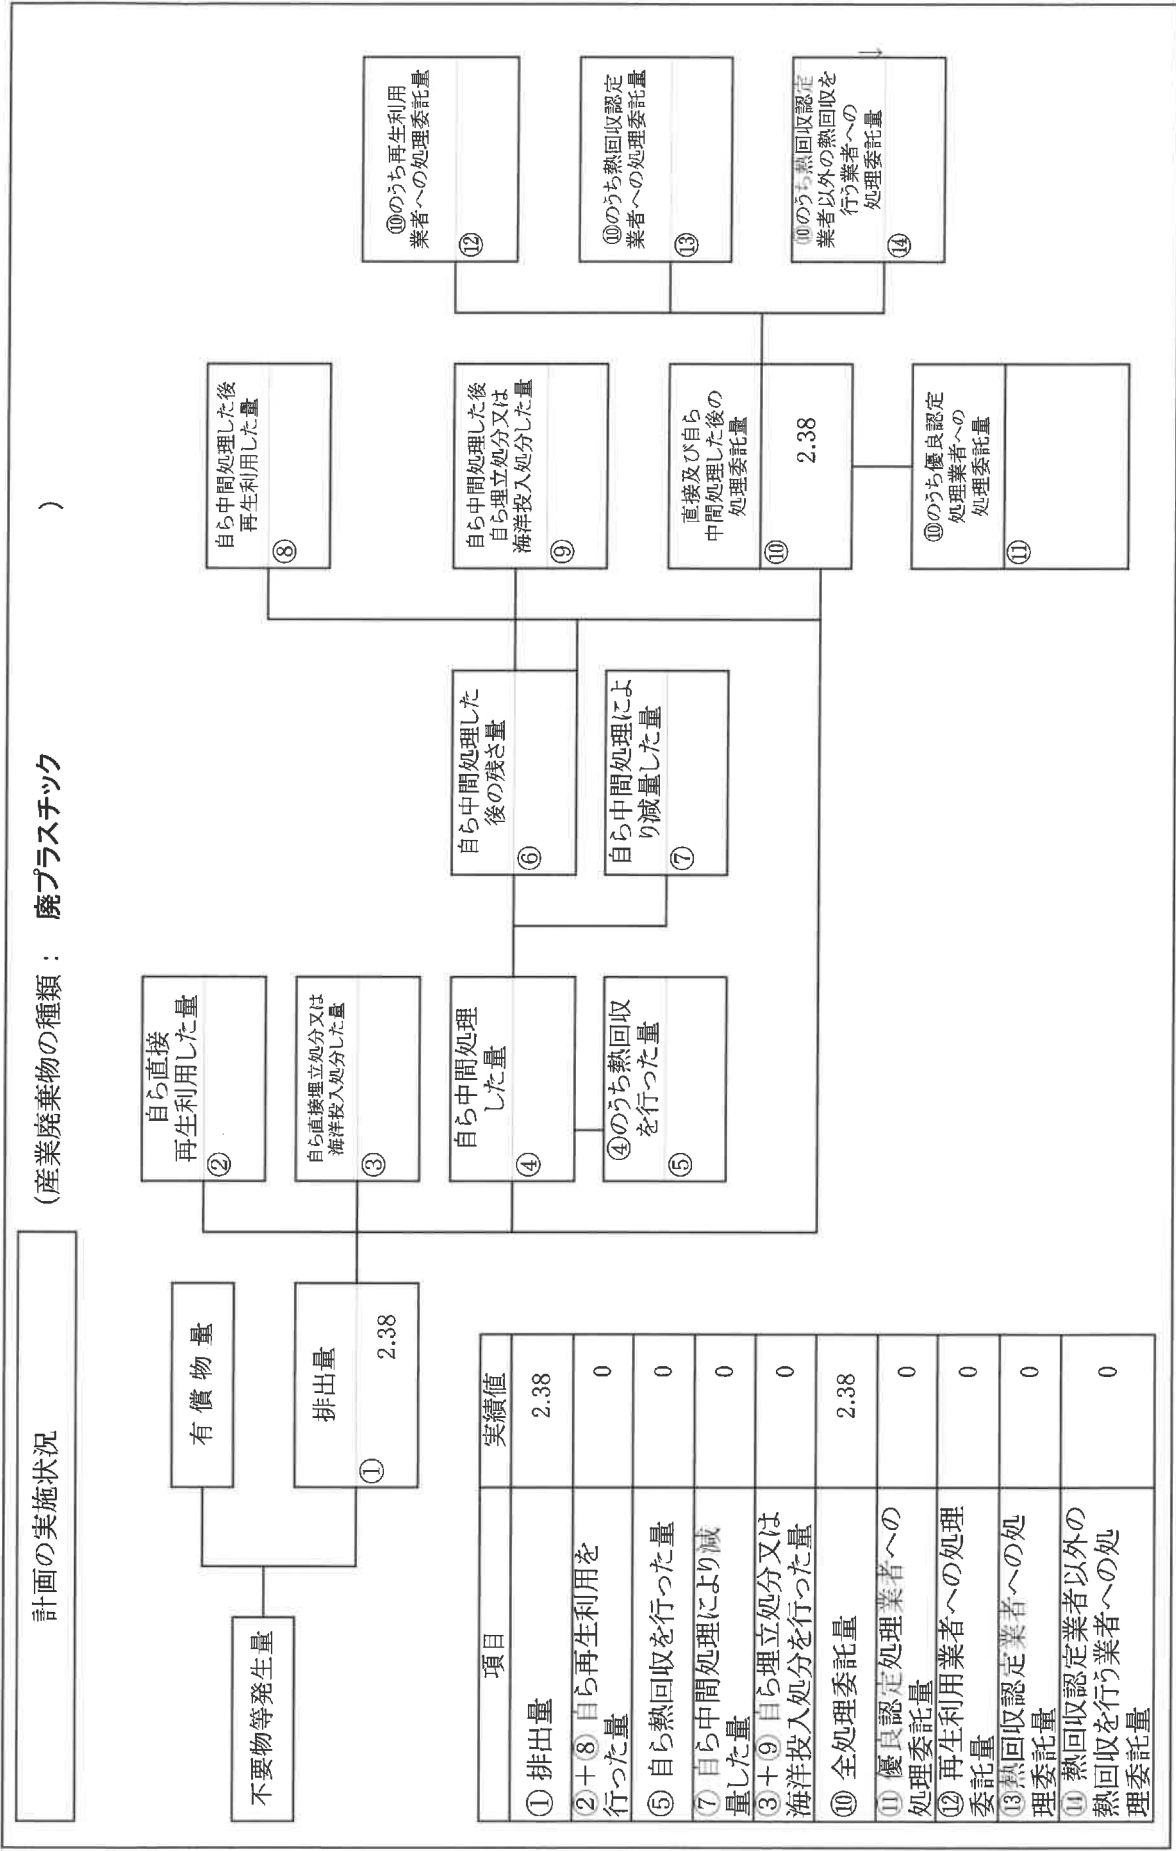 計画の実施状況
(産業廃棄物の種類： 廃プラスチック )
不要物等発生量
有 償 物 量
排出量
①
2.38
自ら直接
再生利用した量
②
自ら直接埋立処分又は
海洋投入処分した量
③
自ら中間処理
した量
④
④のうち熱回収
を行った量
⑤
自ら中間処理した
後の残さ量
⑥
自ら中間処理によ
り減量した量
⑦
自ら中間処理した後
再生利用した量
⑧
自ら中間処理した後
自ら埋立処分又は
海洋投入処分した量
⑨
直接及び自ら
中間処理した後の
処理委託量
⑩
2.38
⑩のうち優良認定
処理業者への
処理委託量
⑪
⑩のうち再生利用
業者への処理委託量
⑫
⑩のうち熱回収認定
業者への処理委託量
⑬
⑩のうち熱回収認定
業者以外の熱回収を
行う業者への
処理委託量
⑭
項目 実績値
① 排出量 2.38
②＋⑧ 自ら再生利用を
行った量 0
⑤ 自ら熱回収を行った量 0
⑦ 自ら中間処理により減
量した量 0
③＋⑨ 自ら埋立処分又は
海洋投入処分を行った量 0
⑩ 全処理委託量 2.38
⑪ 優良認定処理業者への
処理委託量 0
⑫ 再生利用業者への処理
委託量 0
⑬熱回収認定業者への処
理委託量 0
⑭ 熱回収認定業者以外の
熱回収を行う業者への処
理委託量 0